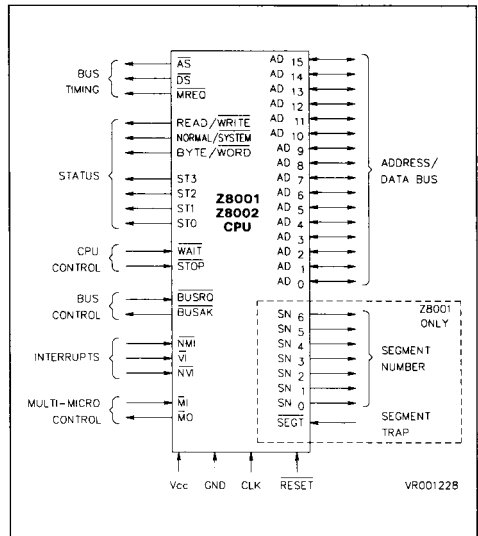 BUS
TIMING
AS
DS
MREQ
STATUS
READ/WRITE
NORMAL/SYSTEM
BYTE/WORD
ST3
ST2
ST1
ST0
CPU
CONTROL
WAIT
STOP
BUS
CONTROL
BUSRQ
BUSAK
INTERRUPTS
NMI
VI
NVI
MULTI-MICRO
CONTROL
MI
MO
Z8001
Z8002
CPU
AD 15
AD 14
AD 13
AD 12
AD 11
AD 10
AD 9
AD 8
AD 7
AD 6
AD 5
AD 4
AD 3
AD 2
AD 1
AD 0
ADDRESS/
DATA BUS
Z8001
ONLY
SN 6
SN 5
SN 4
SN 3
SN 2
SN 1
SN 0
SEGMENT
NUMBER
SEGT
SEGMENT
TRAP
Vcc GND CLK RESET
VR001228